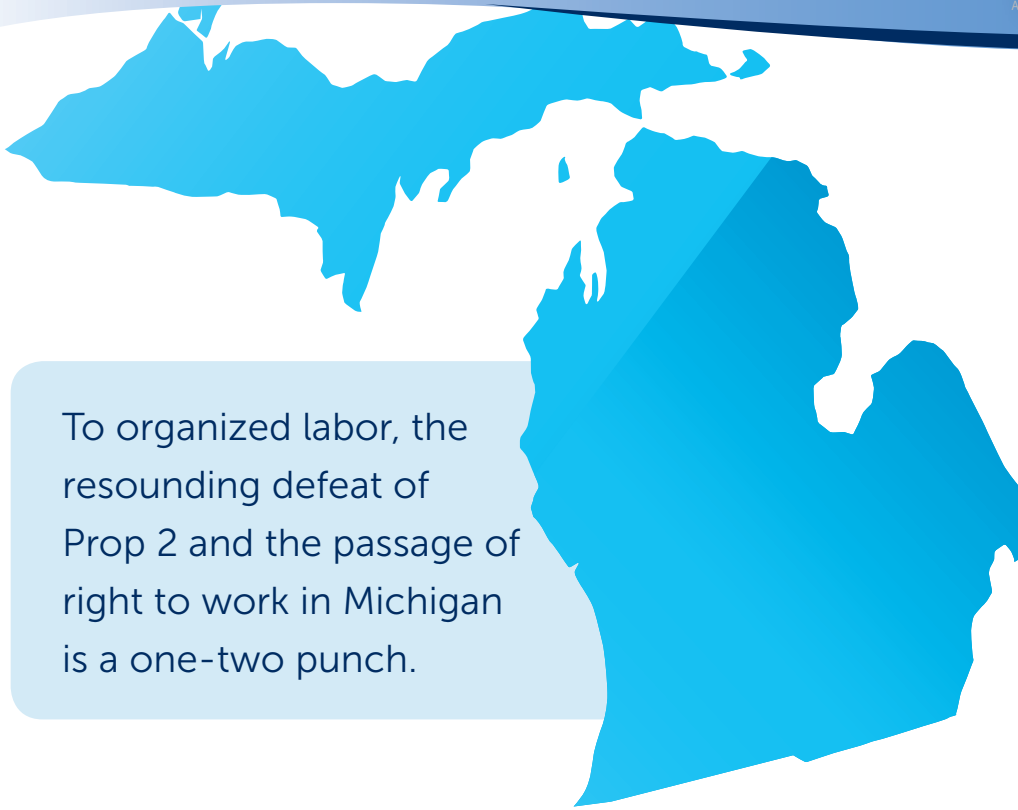 To organized labor, the
resounding defeat of
Prop 2 and the passage of
right to work in Michigan
is a one-two punch.